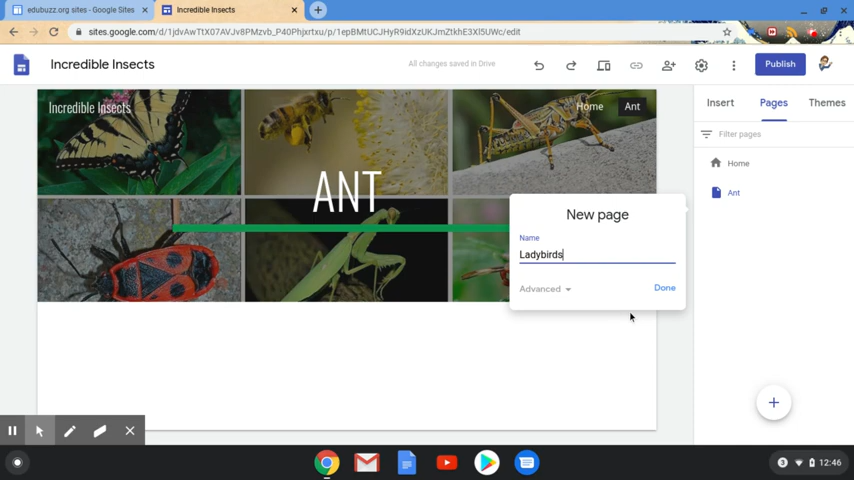 edubuzz.org sites - Google Sites
Incredible Insects
sites.google.com/d/1jdvAwTtX07AVJv8PMzvb_P40Phjxrtxu/p/1epBMtUCJHyR9idXzUKJmZtkhE3Xl5UWc/edit
Incredible Insects
All changes saved in Drive
Publish
Incredible Insects
Home
Ant
ANT
Insert
Pages
Themes
Filter pages
Home
Ant
New page
Name
Ladybirds
Advanced
Done
3
12:46